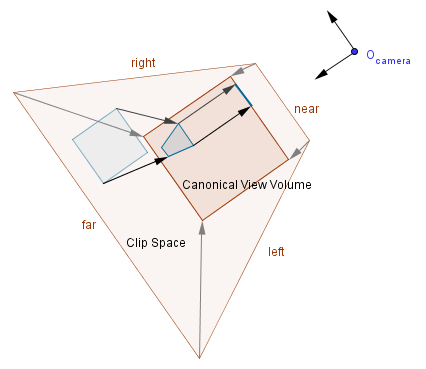 right
O camera
near
Canonical View Volume
far
Clip Space
left